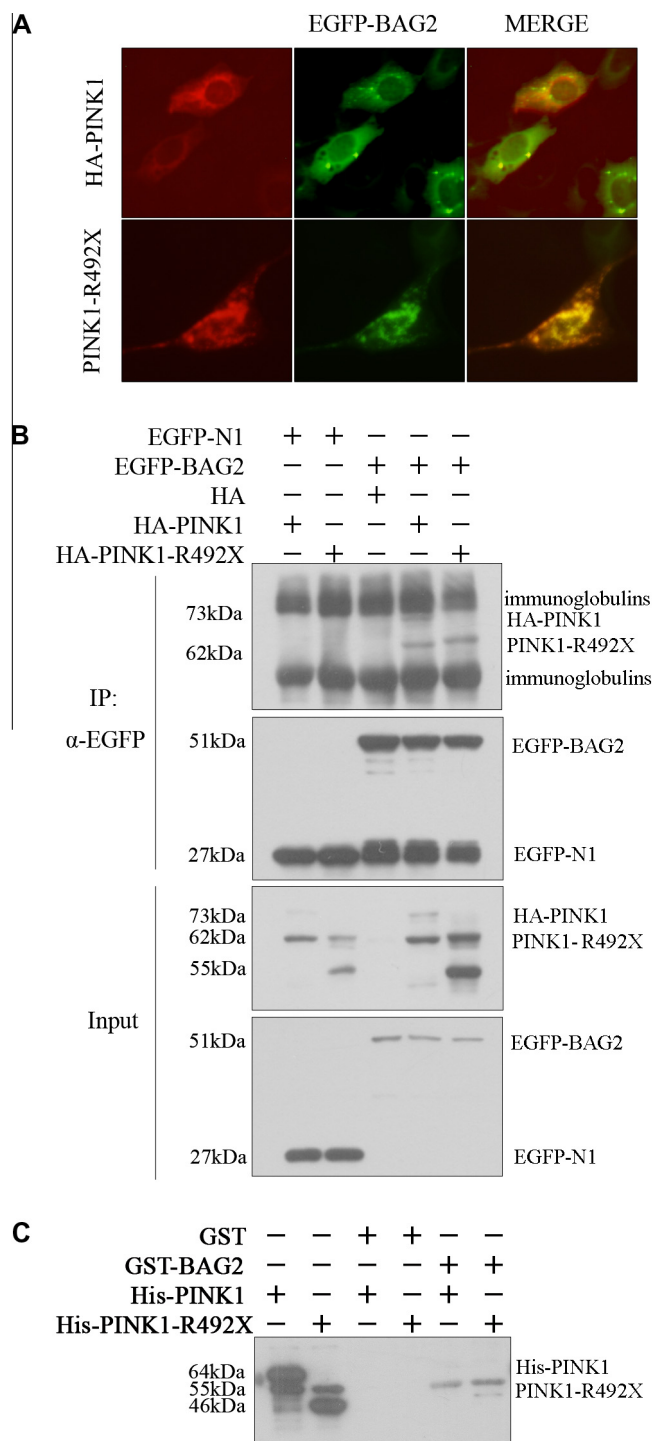 A
EGFP-BAG2 MERGE
HA-PINK1
PINK1-R492X
B
EGFP-N1 + + − − −
EGFP-BAG2 − − + + +
HA − − + − −
HA-PINK1 + − − + −
HA-PINK1-R492X − + − − +
IP:
α-EGFP
73kDa
62kDa
immunoglobulins
HA-PINK1
PINK1-R492X
immunoglobulins
51kDa EGFP-BAG2
27kDa EGFP-N1
Input
73kDa HA-PINK1
62kDa PINK1-R492X
55kDa
51kDa EGFP-BAG2
27kDa EGFP-N1
C
GST − − + + − −
GST-BAG2 − − − − + +
His-PINK1 + − + − + −
His-PINK1-R492X − + − + − +
64kDa His-PINK1
55kDa PINK1-R492X
46kDa